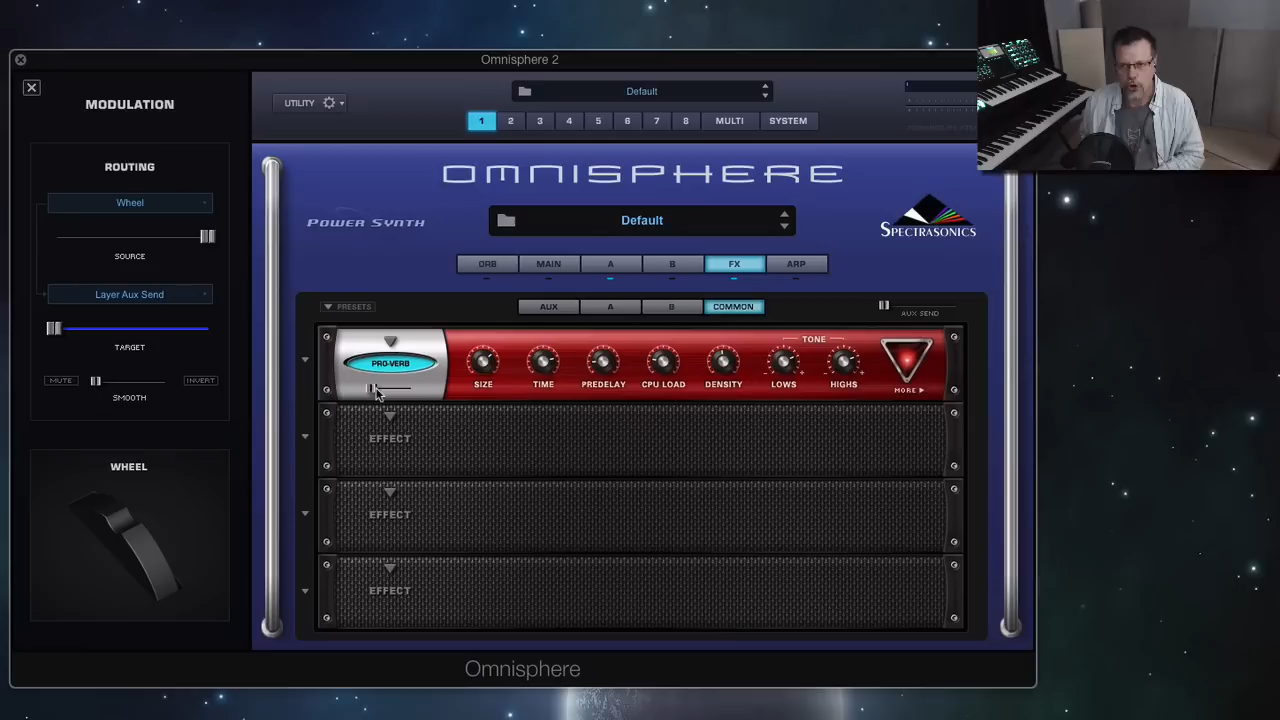 Omnisphere 2
MODULATION
ROUTING
Wheel
SOURCE
Layer Aux Send
TARGET
MUTE
INVERT
SMOOTH
WHEEL
UTILITY
Default
1 2 3 4 5 6 7 8 MULTI SYSTEM
OMNISPHERE
POWER SYNTH
Default
SPECTRASONICS
ORB MAIN A B FX ARP
PRESETS
AUX A B COMMON
AUX SEND
PRO-VERB
TONE
SIZE TIME PREDELAY CPU LOAD DENSITY LOWS HIGHS
MORE
EFFECT
EFFECT
EFFECT
Omnisphere